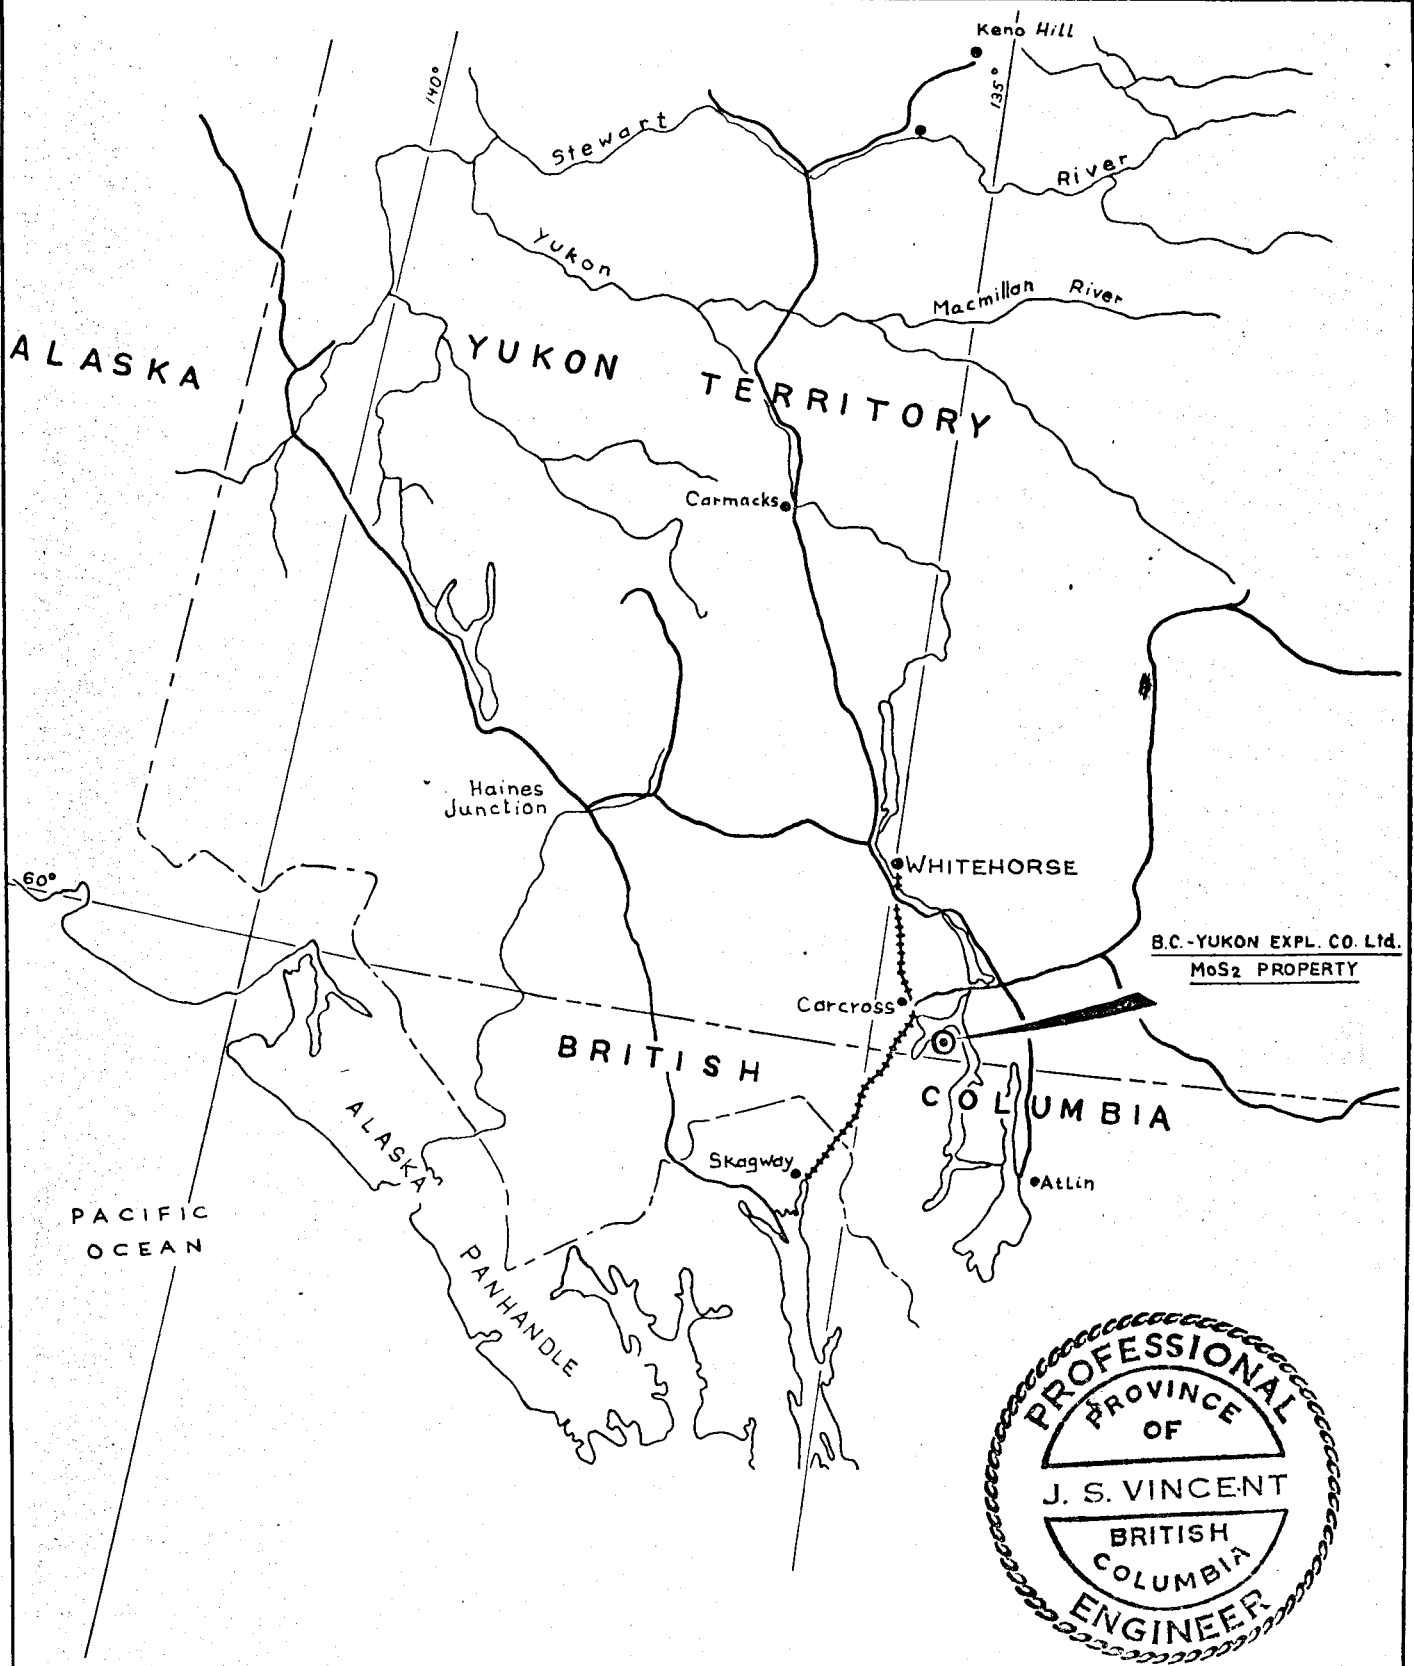 Keno Hill
140°
135°
Stewart
River
Yukon
Macmillan River
ALASKA
YUKON TERRITORY
Carmacks
Haines
Junction
WHITEHORSE
60°
B.C.-YUKON EXPL. CO. Ltd.
MoS2 PROPERTY
Carcross
BRITISH COLUMBIA
ALASKA
PANHANDLE
Skagway
Atlin
PACIFIC
OCEAN
PROFESSIONAL
PROVINCE
OF
J. S. VINCENT
BRITISH
COLUMBIA
ENGINEER